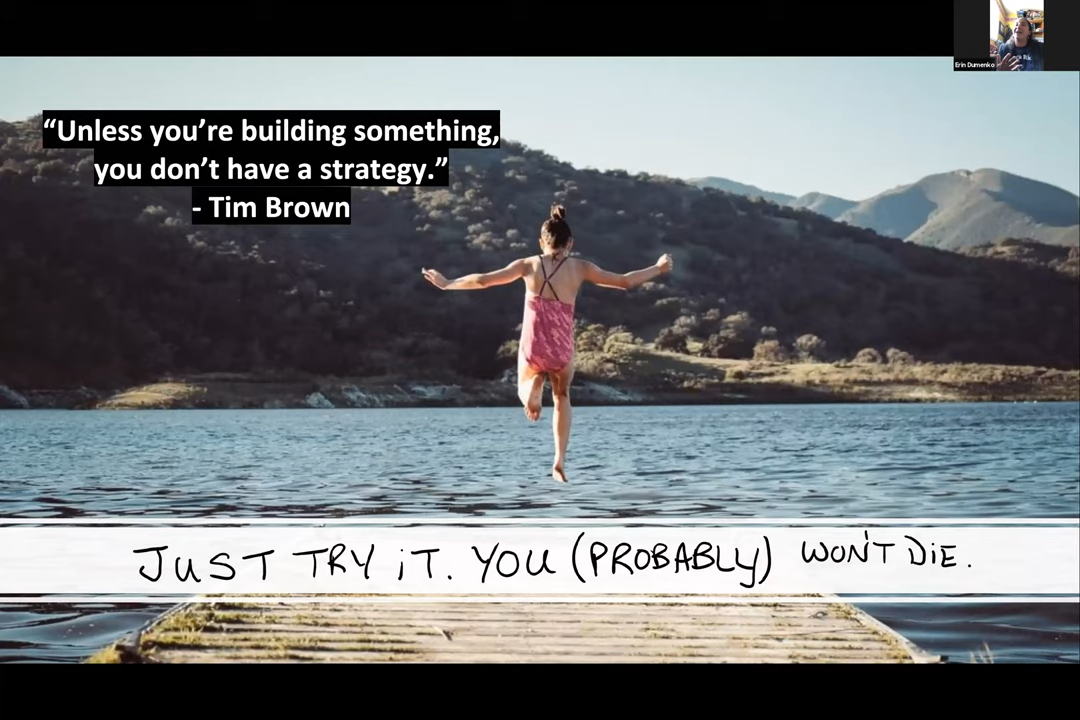 “Unless you’re building something,
you don’t have a strategy.”
- Tim Brown
Erin Dumenko
JUST TRY iT. YOU (PROBABLY) WON'T DiE.